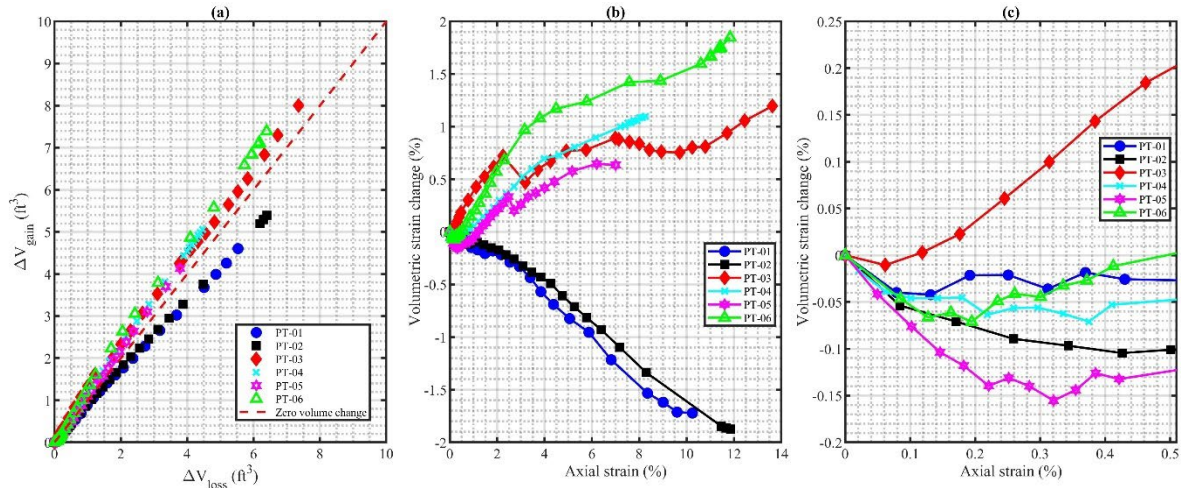 (a)
ΔV_gain (ft³)
10
9
8
7
6
5
4
3
2
1
0
PT-01
PT-02
PT-03
PT-04
PT-05
PT-06
Zero volume change
0 2 4 6 8 10
ΔV_loss (ft³)
(b)
Volumetric strain change (%)
2
1.5
1
0.5
0
-0.5
-1
-1.5
-2
PT-01
PT-02
PT-03
PT-04
PT-05
PT-06
0 2 4 6 8 10 12 14
Axial strain (%)
(c)
Volumetric strain change (%)
0.25
0.2
0.15
0.1
0.05
0
-0.05
-0.1
-0.15
-0.2
PT-01
PT-02
PT-03
PT-04
PT-05
PT-06
0 0.1 0.2 0.3 0.4 0.5
Axial strain (%)